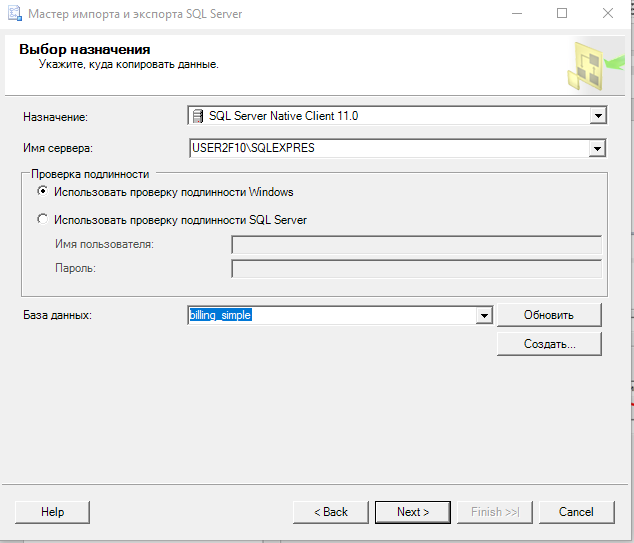 Мастер импорта и экспорта SQL Server
Выбор назначения
Укажите, куда копировать данные.
Назначение:
SQL Server Native Client 11.0
Имя сервера:
USER2F10\SQLEXPRES
Проверка подлинности
Использовать проверку подлинности Windows
Использовать проверку подлинности SQL Server
Имя пользователя:
Пароль:
База данных:
billing_simple
Обновить
Создать...
Help
< Back
Next >
Finish >>|
Cancel